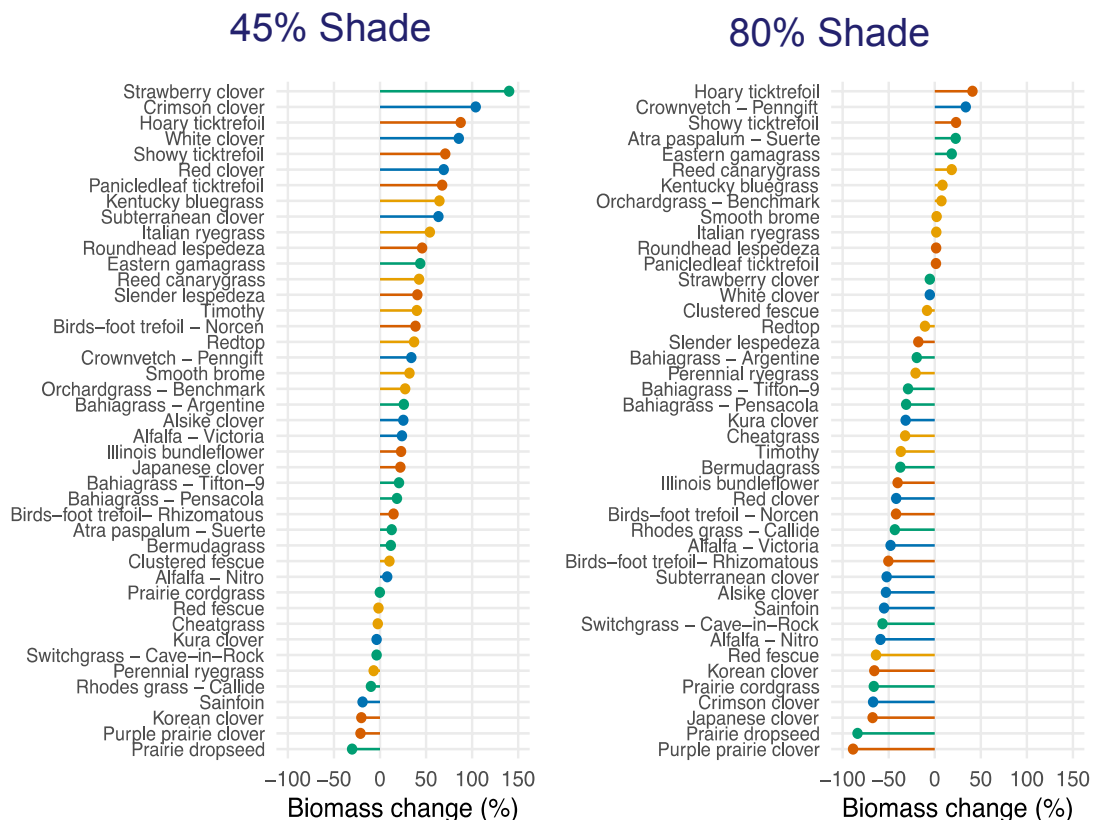 45% Shade
Strawberry clover
Crimson clover
Hoary ticktrefoil
White clover
Showy ticktrefoil
Red clover
Panicledleaf ticktrefoil
Kentucky bluegrass
Subterranean clover
Italian ryegrass
Roundhead lespedeza
Eastern gamagrass
Reed canarygrass
Slender lespedeza
Timothy
Birds–foot trefoil – Norcen
Redtop
Crownvetch – Penngift
Smooth brome
Orchardgrass – Benchmark
Bahiagrass – Argentine
Alsike clover
Alfalfa – Victoria
Illinois bundleflower
Japanese clover
Bahiagrass – Tifton–9
Bahiagrass – Pensacola
Birds–foot trefoil– Rhizomatous
Atra paspalum – Suerte
Bermudagrass
Clustered fescue
Alfalfa – Nitro
Prairie cordgrass
Red fescue
Cheatgrass
Kura clover
Switchgrass – Cave–in–Rock
Perennial ryegrass
Rhodes grass – Callide
Sainfoin
Korean clover
Purple prairie clover
Prairie dropseed
−100 −50 0 50 100 150
Biomass change (%)
80% Shade
Hoary ticktrefoil
Crownvetch – Penngift
Showy ticktrefoil
Atra paspalum – Suerte
Eastern gamagrass
Reed canarygrass
Kentucky bluegrass
Orchardgrass – Benchmark
Smooth brome
Italian ryegrass
Roundhead lespedeza
Panicledleaf ticktrefoil
Strawberry clover
White clover
Clustered fescue
Redtop
Slender lespedeza
Bahiagrass – Argentine
Perennial ryegrass
Bahiagrass – Tifton–9
Bahiagrass – Pensacola
Kura clover
Cheatgrass
Timothy
Bermudagrass
Illinois bundleflower
Red clover
Birds–foot trefoil – Norcen
Rhodes grass – Callide
Alfalfa – Victoria
Birds–foot trefoil– Rhizomatous
Subterranean clover
Alsike clover
Sainfoin
Switchgrass – Cave–in–Rock
Alfalfa – Nitro
Red fescue
Korean clover
Prairie cordgrass
Crimson clover
Japanese clover
Prairie dropseed
Purple prairie clover
−100 −50 0 50 100 150
Biomass change (%)